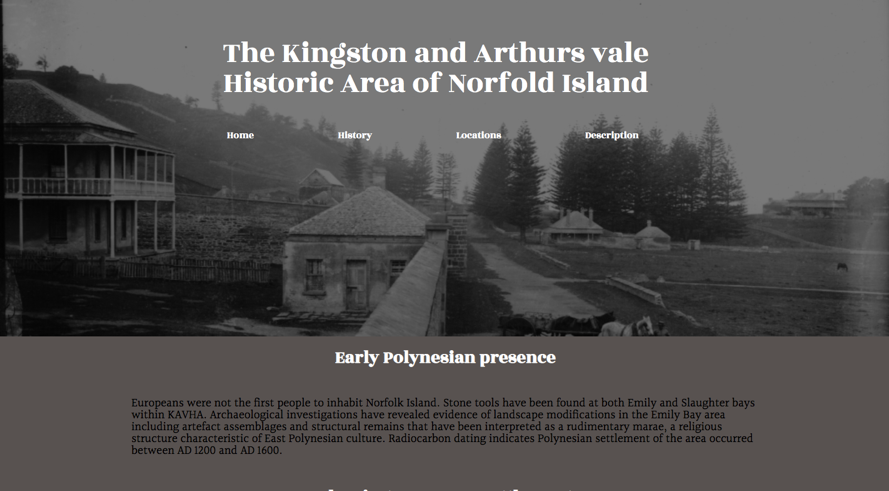 The Kingston and Arthurs vale
Historic Area of Norfold Island
Home History Locations Description
Early Polynesian presence
Europeans were not the first people to inhabit Norfolk Island. Stone tools have been found at both Emily and Slaughter bays
within KAVHA. Archaeological investigations have revealed evidence of landscape modifications in the Emily Bay area
including artefact assemblages and structural remains that have been interpreted as a rudimentary marae, a religious
structure characteristic of East Polynesian culture. Radiocarbon dating indicates Polynesian settlement of the area occurred
between AD 1200 and AD 1600.